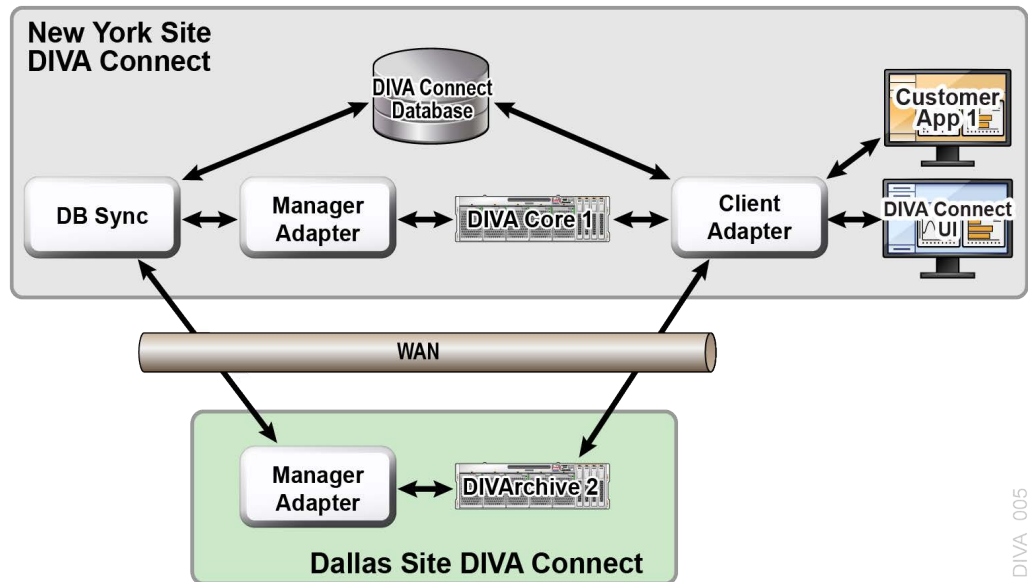 New York Site
DIVA Connect
DIVA Connect
Database
Customer
App 1
DB Sync
Manager
Adapter
DIVA Core 1
Client
Adapter
DIVA Connect
UI
WAN
Manager
Adapter
DIVArchive 2
Dallas Site DIVA Connect
DIVA 005